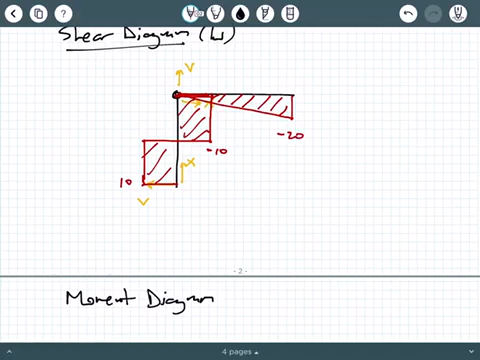 Shear Diagram
V
-20
-10
x
10
V
- 2 -
Moment Diagram
4 pages